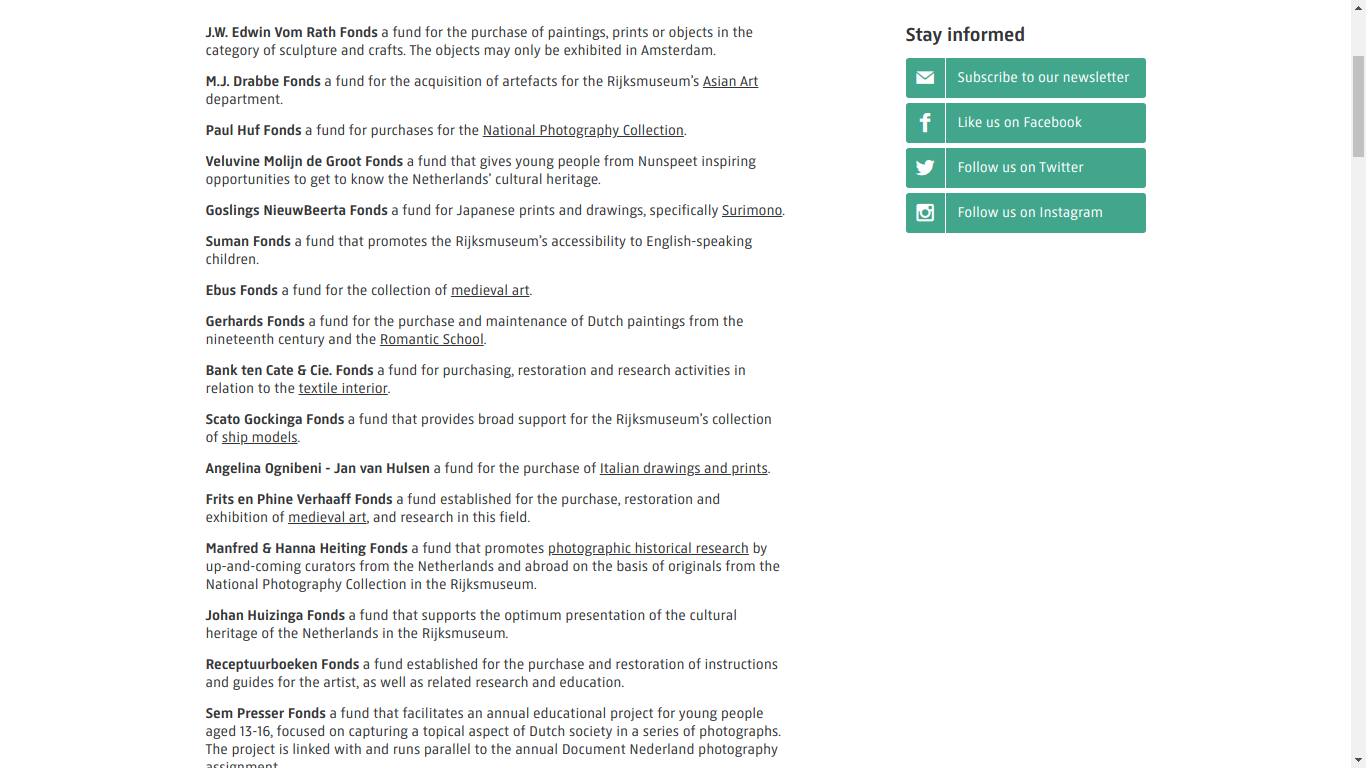 J.W. Edwin Vom Rath Fonds a fund for the purchase of paintings, prints or objects in the
category of sculpture and crafts. The objects may only be exhibited in Amsterdam.
M.J. Drabbe Fonds a fund for the acquisition of artefacts for the Rijksmuseum's Asian Art
department.
Paul Huf Fonds a fund for purchases for the National Photography Collection.
Veluvine Molijn de Groot Fonds a fund that gives young people from Nunspeet inspiring
opportunities to get to know the Netherlands' cultural heritage.
Goslings NieuwBeerta Fonds a fund for Japanese prints and drawings, specifically Surimono.
Suman Fonds a fund that promotes the Rijksmuseum's accessibility to English-speaking
children.
Ebus Fonds a fund for the collection of medieval art.
Gerhards Fonds a fund for the purchase and maintenance of Dutch paintings from the
nineteenth century and the Romantic School.
Bank ten Cate & Cie. Fonds a fund for purchasing, restoration and research activities in
relation to the textile interior.
Scato Gockinga Fonds a fund that provides broad support for the Rijksmuseum's collection
of ship models.
Angelina Ognibeni - Jan van Hulsen a fund for the purchase of Italian drawings and prints.
Frits en Phine Verhaaff Fonds a fund established for the purchase, restoration and
exhibition of medieval art, and research in this field.
Manfred & Hanna Heiting Fonds a fund that promotes photographic historical research by
up-and-coming curators from the Netherlands and abroad on the basis of originals from the
National Photography Collection in the Rijksmuseum.
Johan Huizinga Fonds a fund that supports the optimum presentation of the cultural
heritage of the Netherlands in the Rijksmuseum.
Receptuurboeken Fonds a fund established for the purchase and restoration of instructions
and guides for the artist, as well as related research and education.
Sem Presser Fonds a fund that facilitates an annual educational project for young people
aged 13-16, focused on capturing a topical aspect of Dutch society in a series of photographs.
The project is linked with and runs parallel to the annual Document Nederland photography
assignment.
Stay informed
Subscribe to our newsletter
Like us on Facebook
Follow us on Twitter
Follow us on Instagram